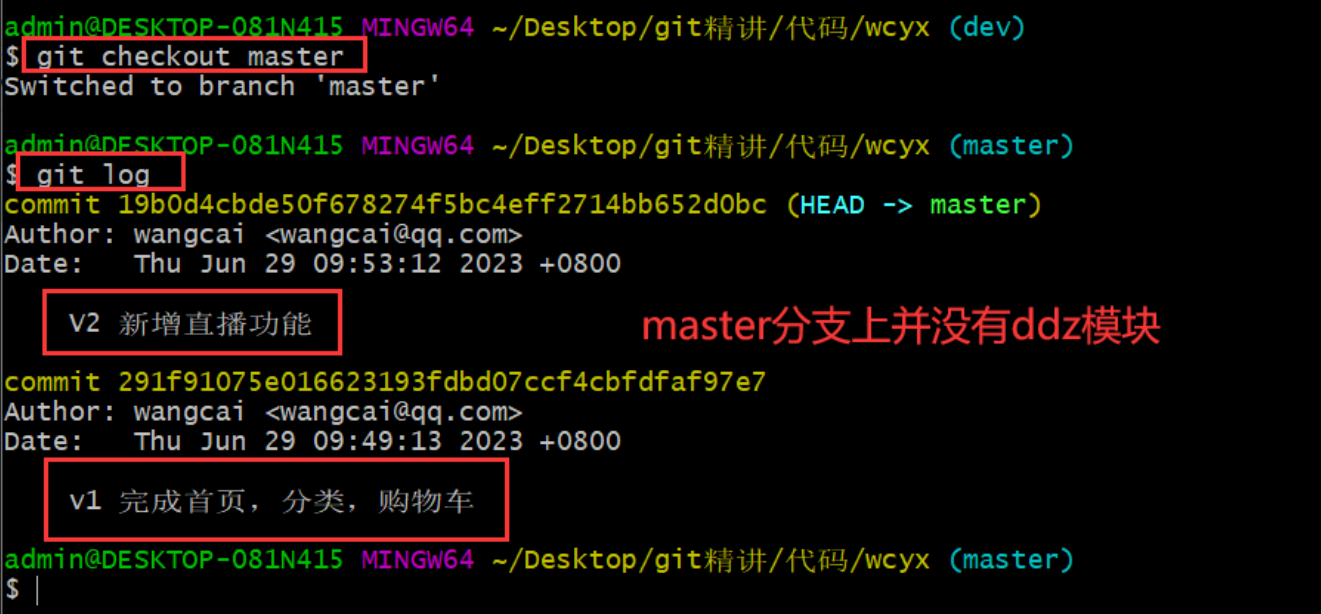 admin@DESKTOP-081N415 MINGW64 ~/Desktop/git精讲/代码/wcyx (dev)
$ git checkout master
Switched to branch 'master'
admin@DESKTOP-081N415 MINGW64 ~/Desktop/git精讲/代码/wcyx (master)
$ git log
commit 19b0d4cbde50f678274f5bc4eff2714bb652d0bc (HEAD -> master)
Author: wangcai <wangcai@qq.com>
Date:   Thu Jun 29 09:53:12 2023 +0800
V2 新增直播功能
master分支上并没有ddz模块
commit 291f91075e016623193fdbd07ccf4cbfdfaf97e7
Author: wangcai <wangcai@qq.com>
Date:   Thu Jun 29 09:49:13 2023 +0800
v1 完成首页，分类，购物车
admin@DESKTOP-081N415 MINGW64 ~/Desktop/git精讲/代码/wcyx (master)
$